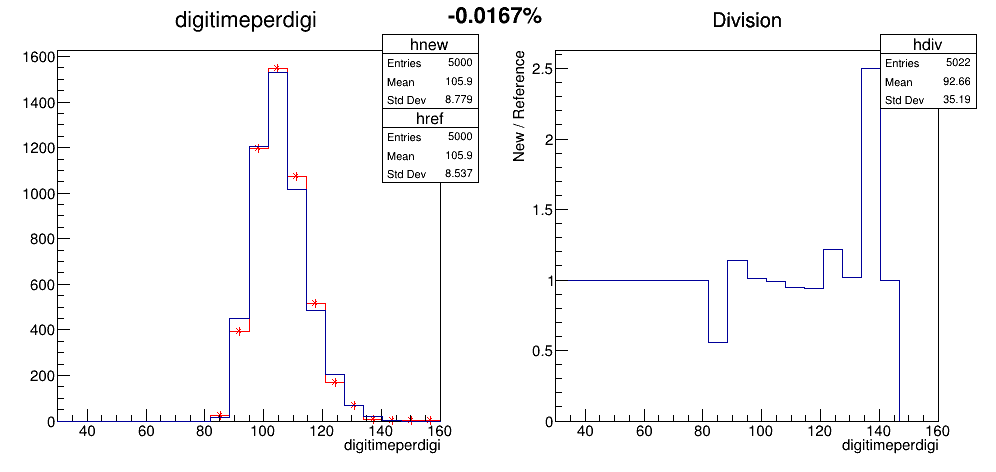 digitimeperdigi
-0.0167%
Division
hnew
Entries 5000
Mean 105.9
Std Dev 8.779
href
Entries 5000
Mean 105.9
Std Dev 8.537
1600
1400
1200
1000
800
600
400
200
0
40 60 80 100 120 140 160
digitimeperdigi
hdiv
Entries 5022
Mean 92.66
Std Dev 35.19
New / Reference
2.5
2
1.5
1
0.5
0
40 60 80 100 120 140 160
digitimeperdigi